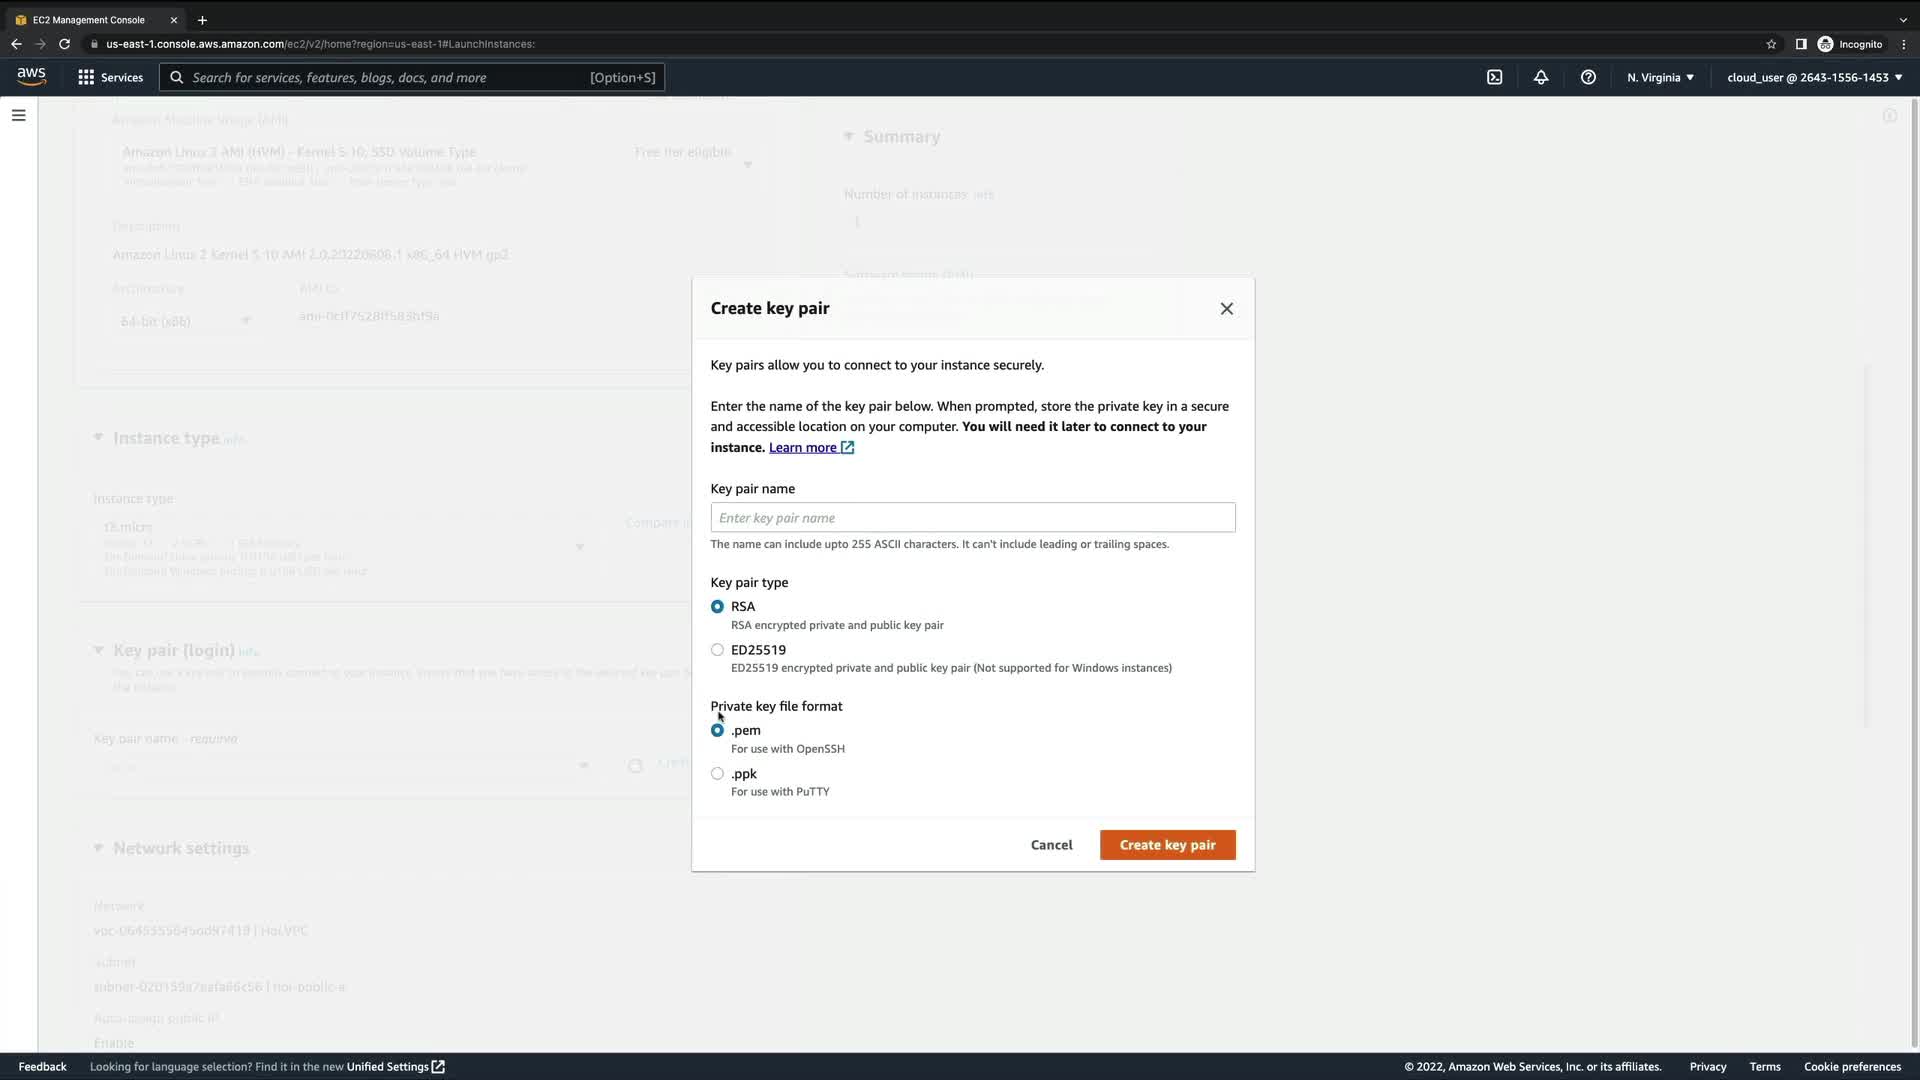 EC2 Management Console
us-east-1.console.aws.amazon.com/ec2/v2/home?region=us-east-1#LaunchInstances:
Incognito
aws
Services
Search for services, features, blogs, docs, and more
[Option+S]
N. Virginia
cloud_user @ 2643-1556-1453
Amazon Machine Image (AMI)
Amazon Linux 2 AMI (HVM) - Kernel 5.10, SSD Volume Type
Free tier eligible
Description
Amazon Linux 2 Kernel 5.10 AMI 2.0.20220606.1 x86_64 HVM gp2
Architecture
AMI ID
64-bit (x86)
Instance type Info
Instance type
t3.micro
Compare
Key pair (login) Info
Key pair name - required
Network settings
Network
Subnet
Auto-assign public IP
Enable
Summary
Number of instances Info
1
Software Image (AMI)
Create key pair
Key pairs allow you to connect to your instance securely.
Enter the name of the key pair below. When prompted, store the private key in a secure
and accessible location on your computer. You will need it later to connect to your
instance. Learn more
Key pair name
Enter key pair name
The name can include upto 255 ASCII characters. It can't include leading or trailing spaces.
Key pair type
RSA
RSA encrypted private and public key pair
ED25519
ED25519 encrypted private and public key pair (Not supported for Windows instances)
Private key file format
.pem
For use with OpenSSH
.ppk
For use with PuTTY
Cancel
Create key pair
Feedback
Looking for language selection? Find it in the new Unified Settings
© 2022, Amazon Web Services, Inc. or its affiliates.
Privacy
Terms
Cookie preferences